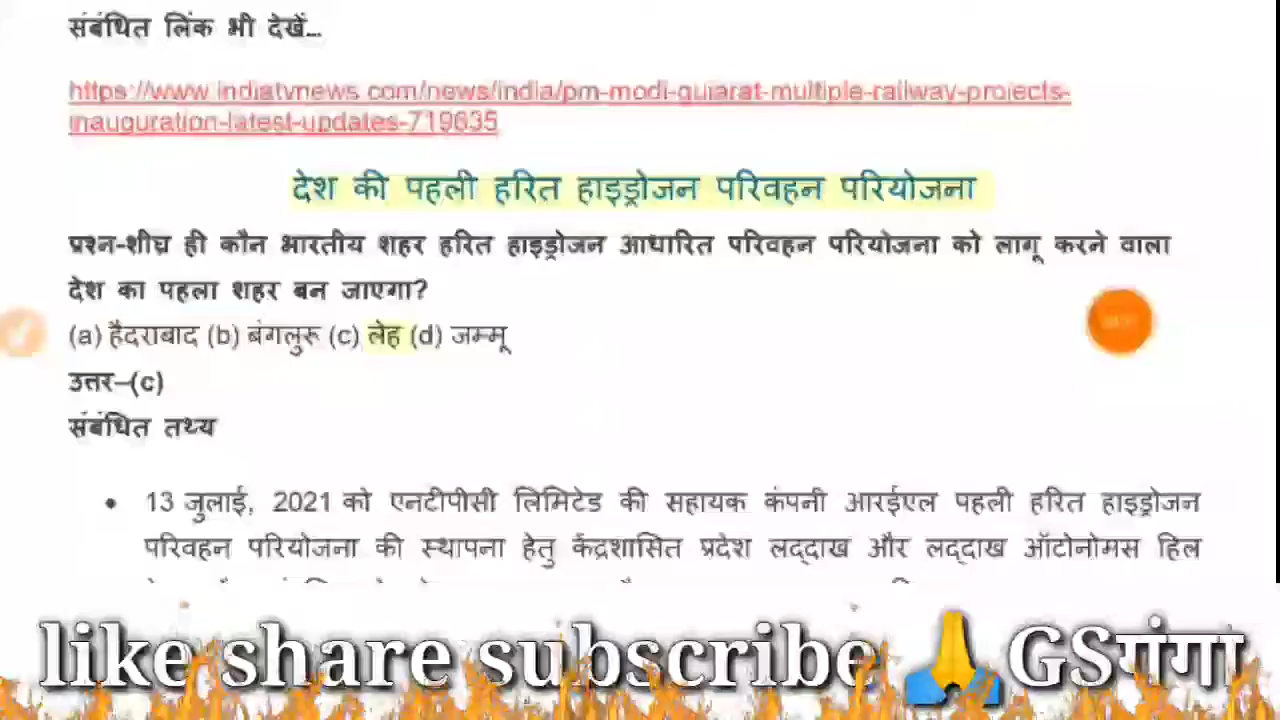 संबंधित लिंक भी देखें...
https://www.indiatvnews.com/news/india/pm-modi-gujarat-multiple-railway-projects-
inauguration-latest-updates-719635
देश की पहली हरित हाइड्रोजन परिवहन परियोजना
प्रश्न-शीघ्र ही कौन भारतीय शहर हरित हाइड्रोजन आधारित परिवहन परियोजना को लागू करने वाला
देश का पहला शहर बन जाएगा?
(a) हैदराबाद (b) बंगलुरू (c) लेह (d) जम्मू
उत्तर–(c)
संबंधित तथ्य
• 13 जुलाई, 2021 को एनटीपीसी लिमिटेड की सहायक कंपनी आरईएल पहली हरित हाइड्रोजन
परिवहन परियोजना की स्थापना हेतु केंद्रशासित प्रदेश लद्दाख और लद्दाख ऑटोनोमस हिल
like share subscribe 🙏 GSगंगा